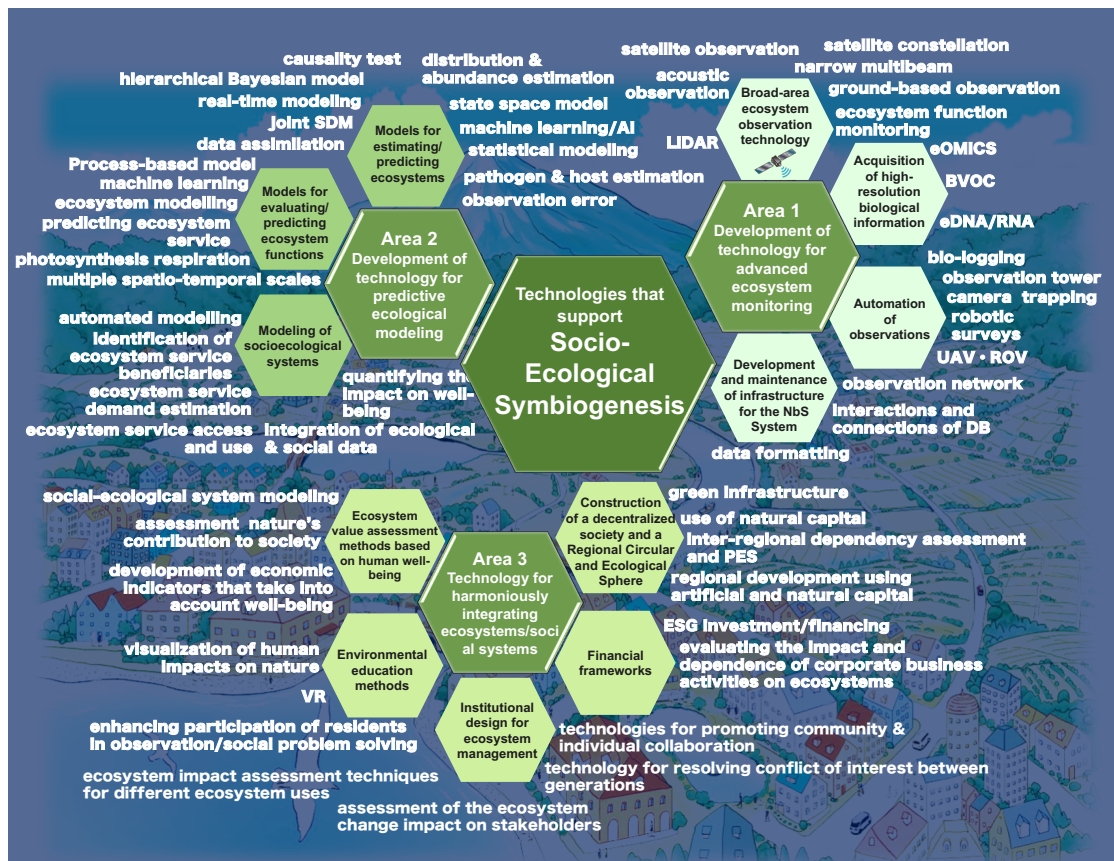 Technologies that
support
Socio-
Ecological
Symbiogenesis
Area 1
Development of
technology for
advanced
ecosystem
monitoring
Broad-area
ecosystem
observation
technology
satellite observation
satellite constellation
narrow multibeam
acoustic
observation
ground-based observation
LIDAR
ecosystem function
monitoring
Acquisition
of high-
resolution
biological
information
eOMICS
BVOC
eDNA/RNA
Automation
of observations
bio-logging
observation tower
camera trapping
robotic
surveys
UAV・ROV
Development
and maintenance
of infrastructure
for the NbS
System
observation network
Interactions and
connections of DB
data formatting
Area 2
Development of
technology for
predictive
ecological
modeling
Models for
estimating/
predicting
ecosystems
causality test
hierarchical Bayesian model
real-time modeling
joint SDM
data assimilation
distribution &
abundance estimation
state space model
machine learning/AI
statistical modeling
pathogen & host estimation
observation error
Models for
evaluating/
predicting
ecosystem
functions
Process-based model
machine learning
ecosystem modelling
predicting ecosystem
service
photosynthesis respiration
multiple spatio-temporal scales
Modeling of
socioecological
systems
automated modelling
identification of
ecosystem service
beneficiaries
ecosystem service
demand estimation
ecosystem service access
and use
quantifying th
impact on well-
being
integration of ecological
& social data
Area 3
Technology for
harmoniously
integrating
ecosystems/soci
al systems
Ecosystem
value assessment
methods based
on human well-
being
social-ecological system modeling
assessment nature's
contribution to society
development of economic
indicators that take into
account well-being
Environmental
education
methods
visualization of human
impacts on nature
VR
enhancing participation of residents
in observation/social problem solving
Institutional
design for
ecosystem
management
ecosystem impact assessment techniques
for different ecosystem uses
assessment of the ecosystem
change impact on stakeholders
technologies for promoting community &
individual collaboration
technology for resolving conflict of interest between
generations
Financial
frameworks
ESG investment/financing
evaluating the impact and
dependence of corporate business
activities on ecosystems
Construction
of a decentralized
society and a
Regional Circular
and Ecological
Sphere
green infrastructure
use of natural capital
inter-regional dependency assessment
and PES
regional development using
artificial and natural capital